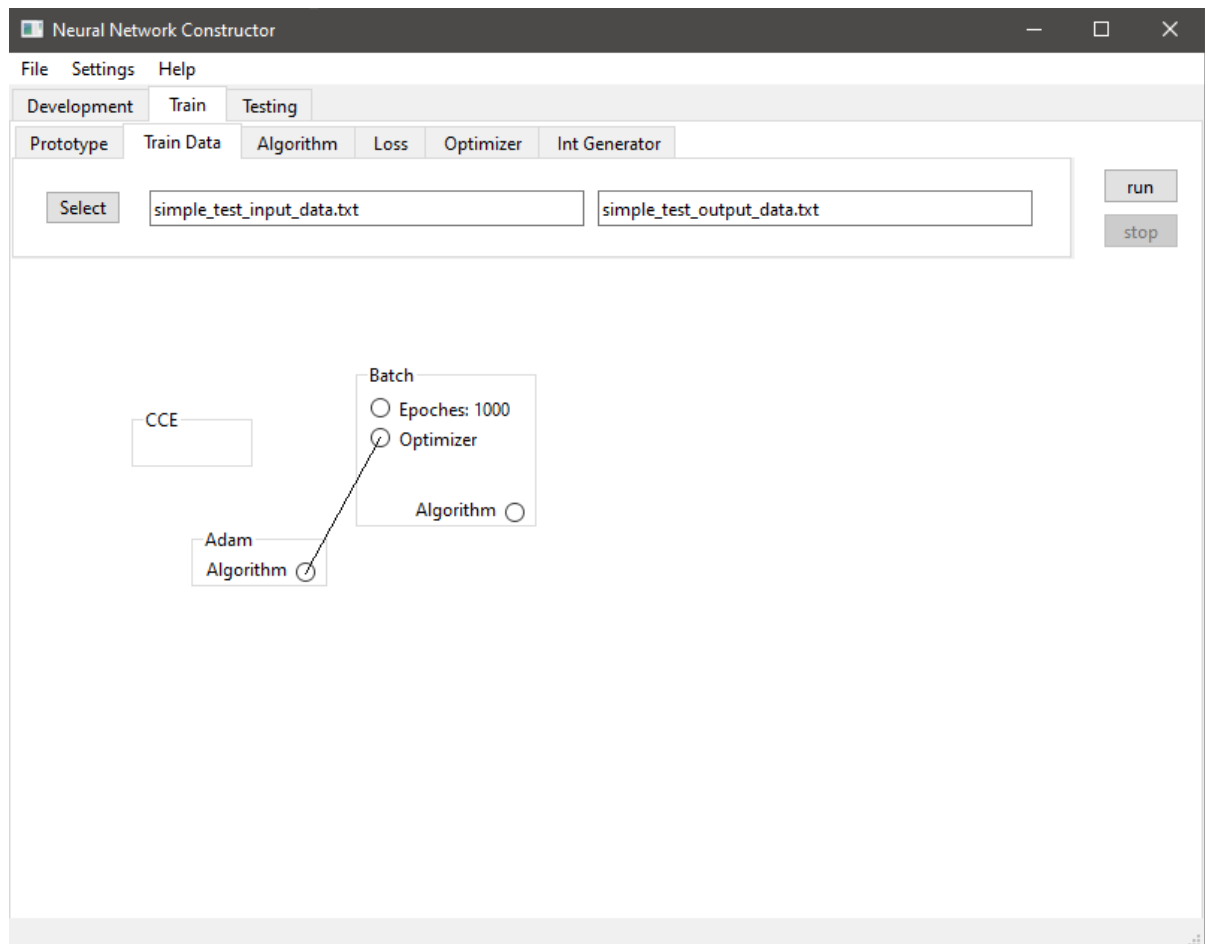 Neural Network Constructor
File Settings Help
Development Train Testing
Prototype Train Data Algorithm Loss Optimizer Int Generator
run
Select simple_test_input_data.txt simple_test_output_data.txt
stop
Batch
Epoches: 1000
CCE
Optimizer
Algorithm
Adam
Algorithm